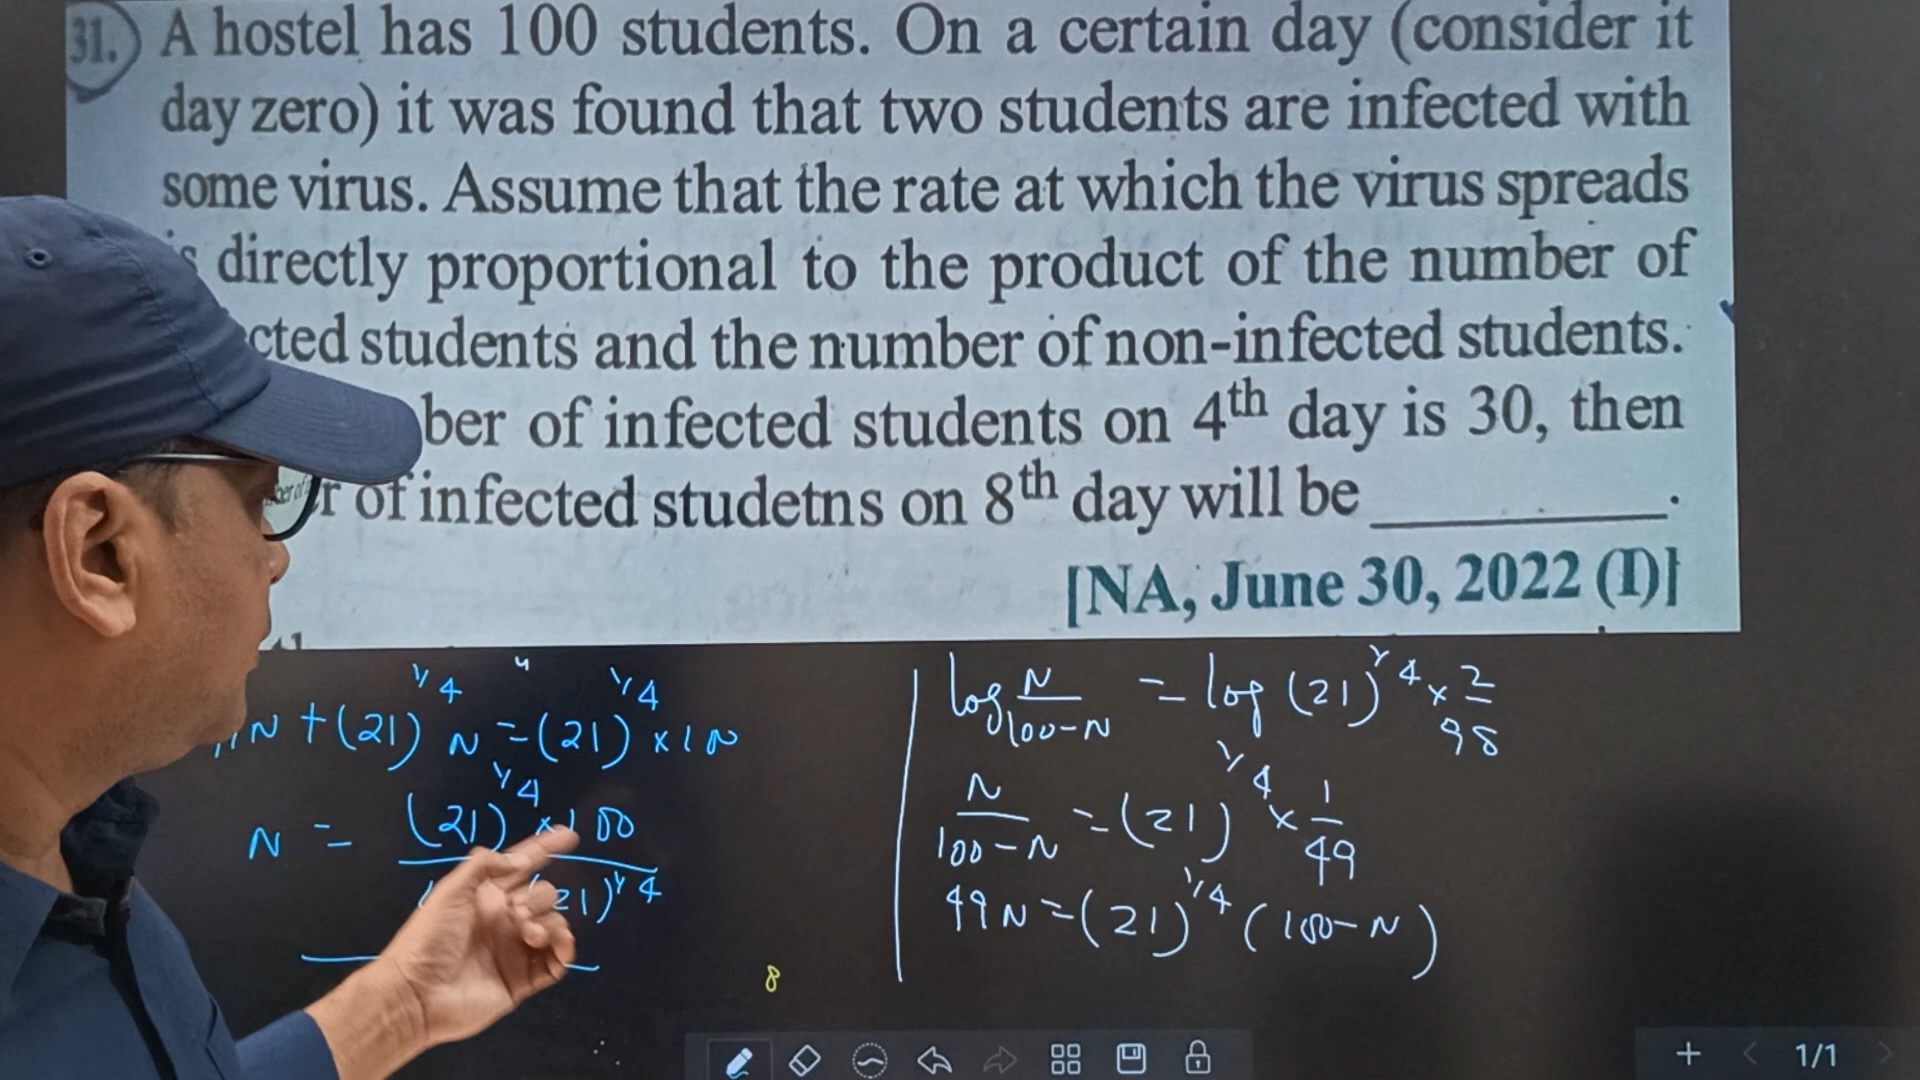 31. A hostel has 100 students. On a certain day (consider it
day zero) it was found that two students are infected with
some virus. Assume that the rate at which the virus spreads
directly proportional to the product of the number of
cted students and the number of non-infected students.
ber of infected students on 4th day is 30, then
r of infected studetns on 8th day will be ________.
[NA, June 30, 2022 (I)]
N + (21)^1/4 N = (21)^1/4 × 100
N = (21)^1/4 × 100
21)^1/4
log N/100-N = log (21)^1/4 × 2/98
N/100-N = (21)^1/4 × 1/49
49N = (21)^1/4 (100-N)
8
1/1